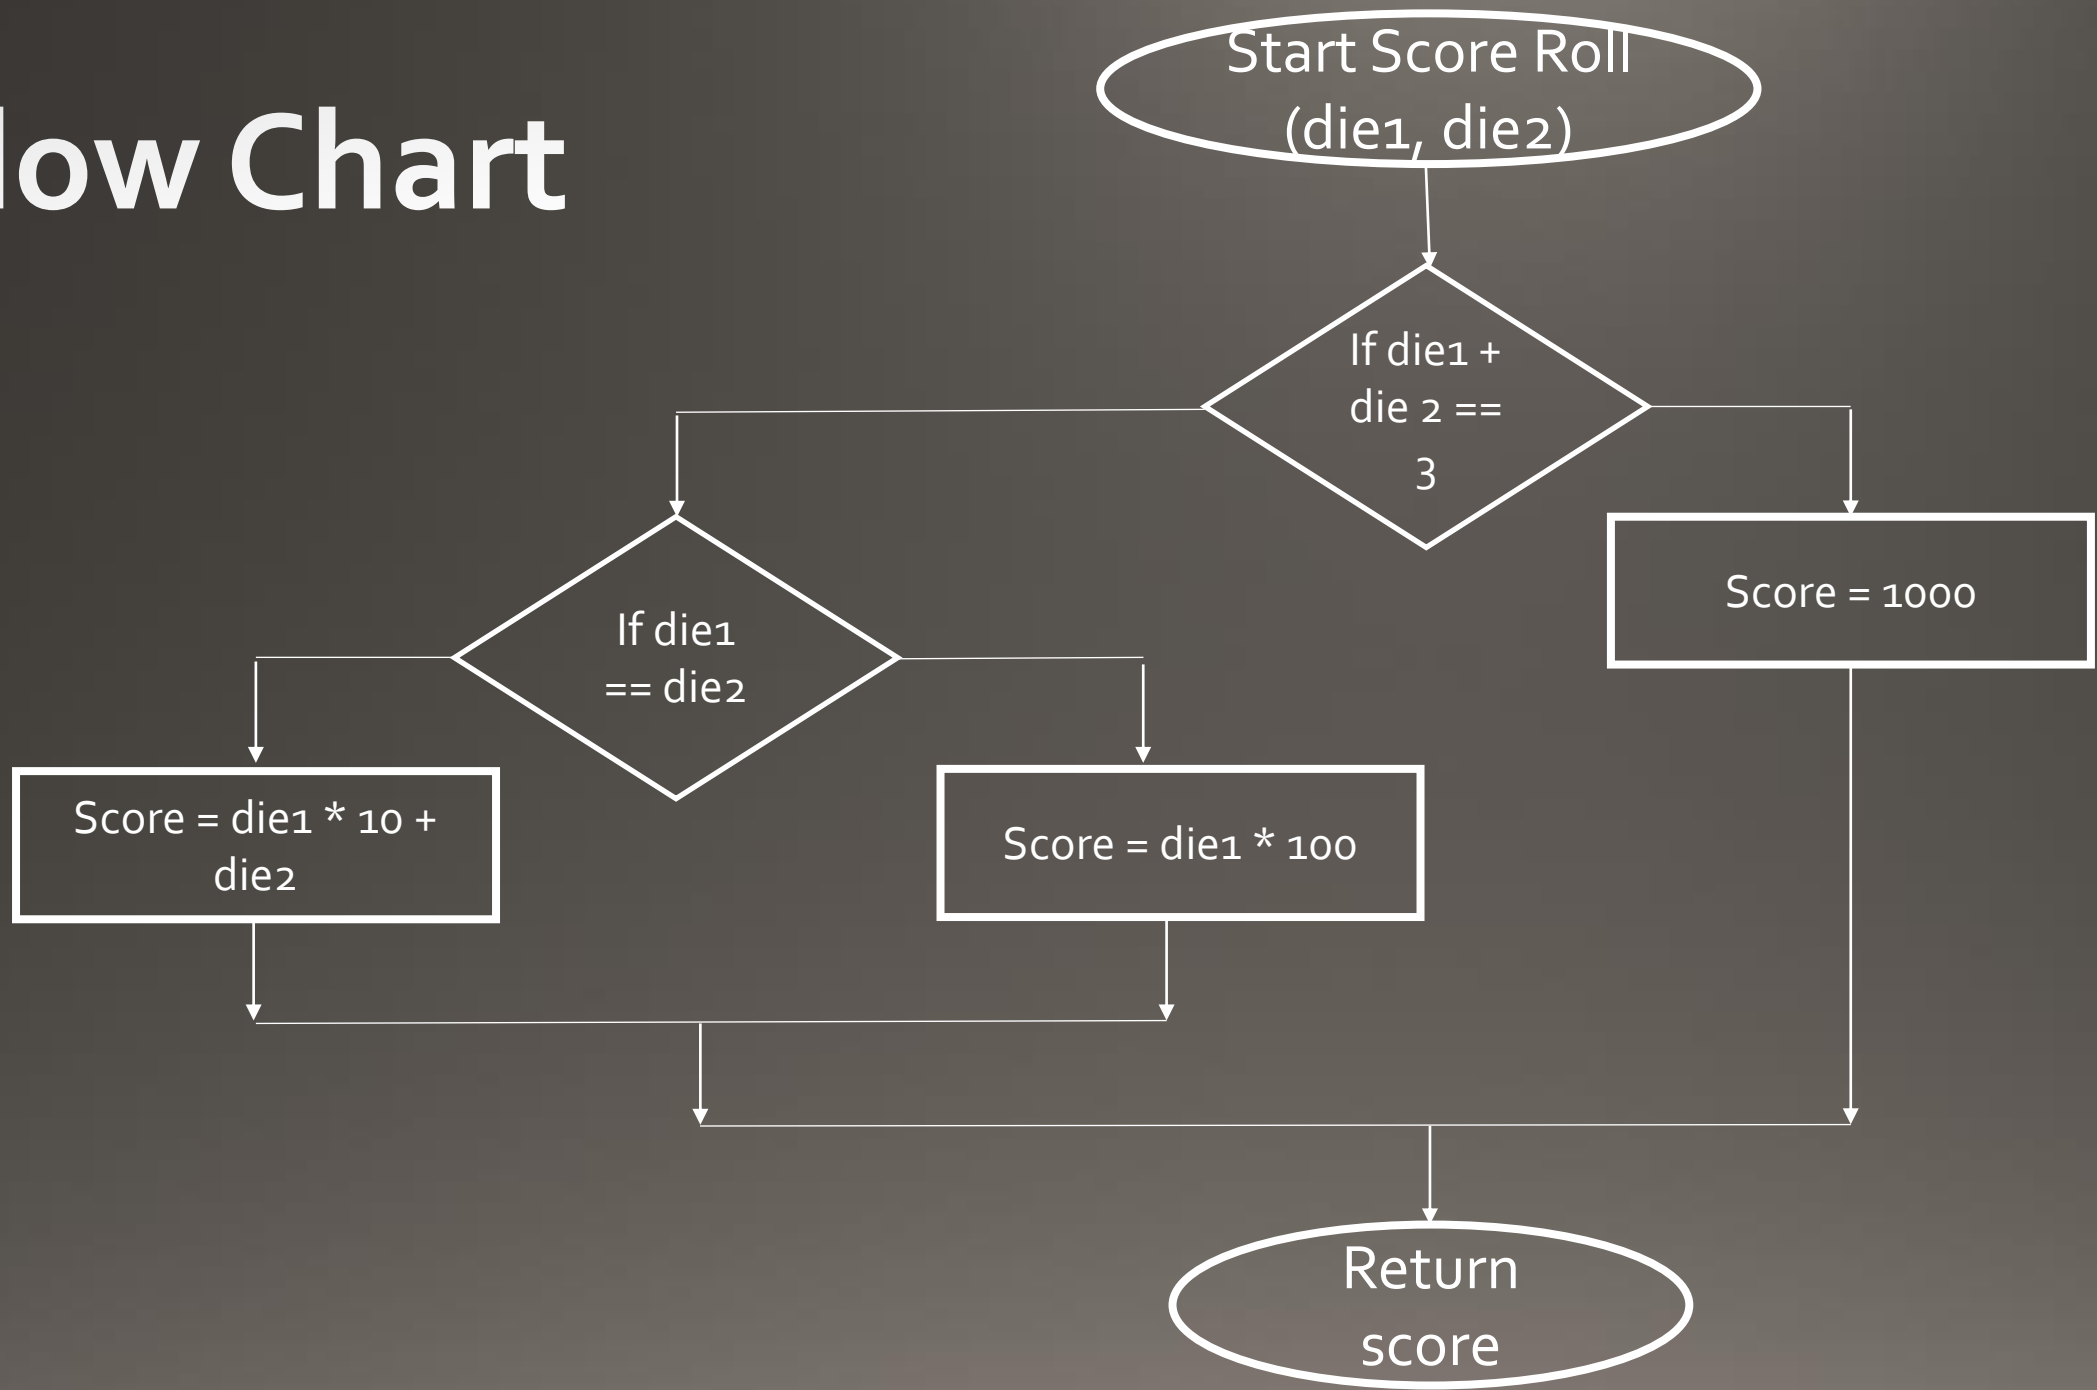 low Chart
Start Score Roll
(die1, die2)
If die1 +
die 2 ==
3
Score = 1000
If die1
== die2
Score = die1 * 10 +
die2
Score = die1 * 100
Return
score